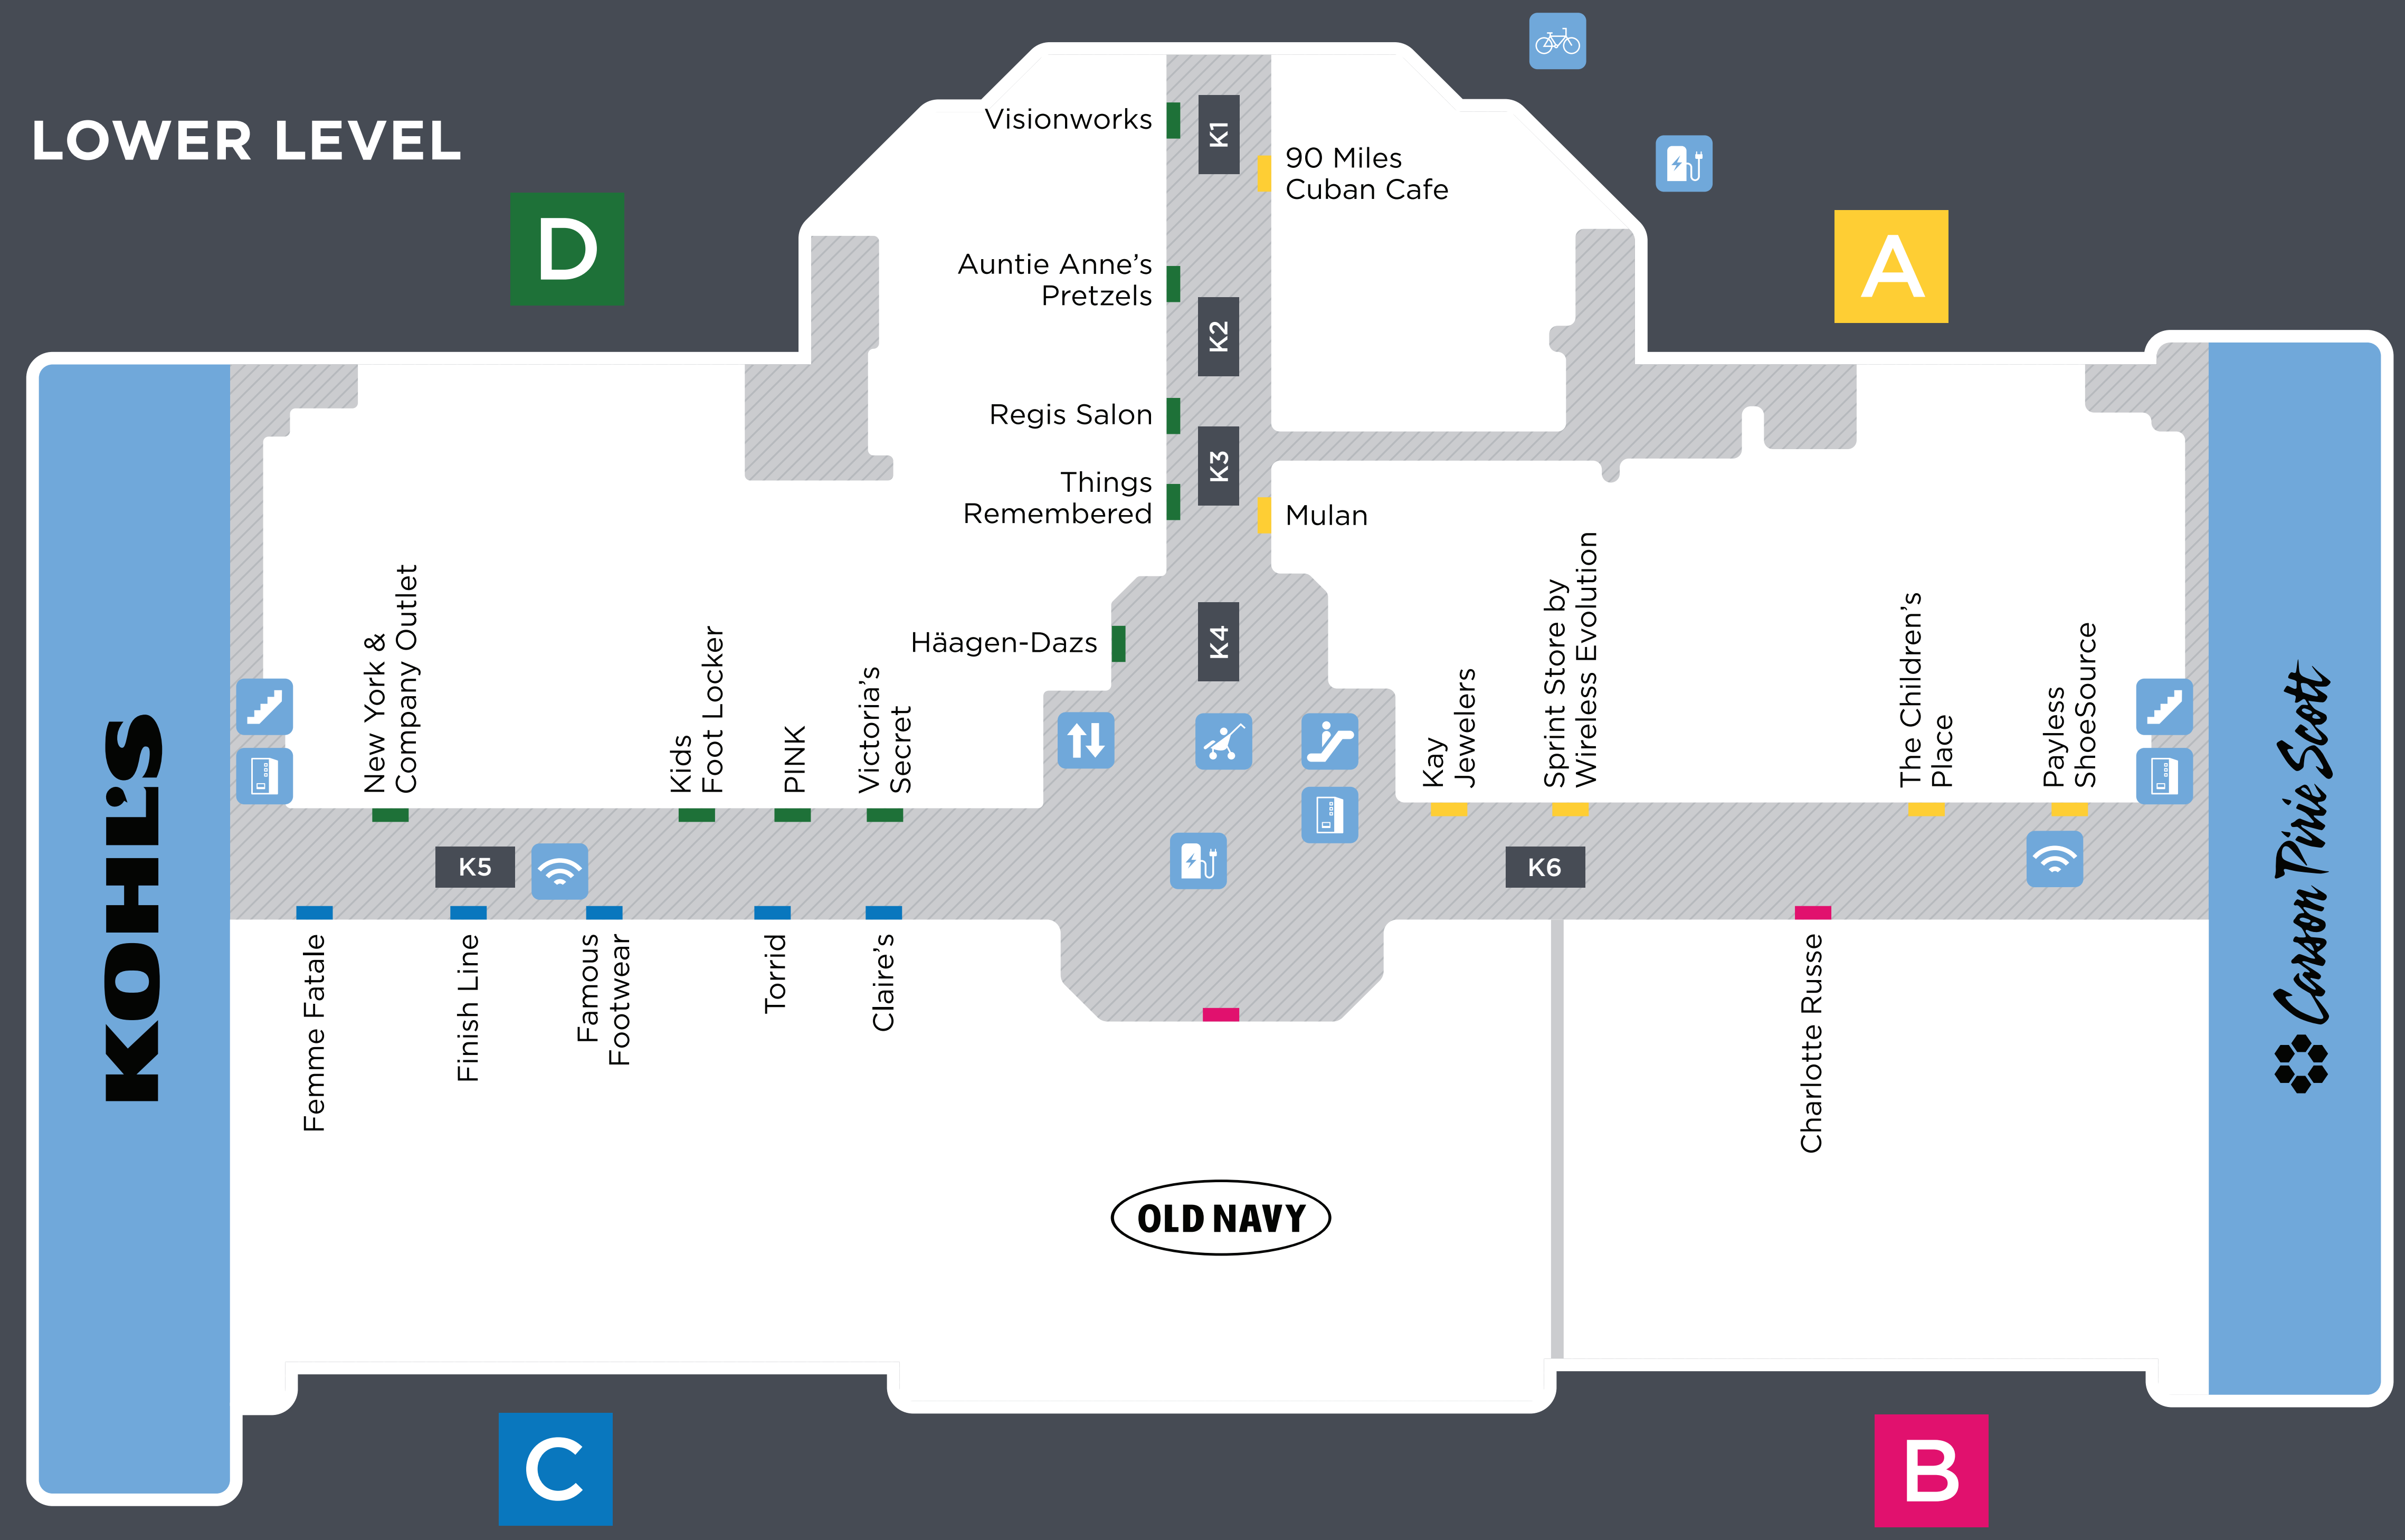 LOWER LEVEL
D
A
Visionworks
K1
90 Miles
Cuban Cafe
Auntie Anne’s
Pretzels
K2
Regis Salon
K3
Things
Remembered
Mulan
Häagen-Dazs
K4
New York &
Company Outlet
Kids
Foot Locker
PINK
Victoria’s
Secret
Kay
Jewelers
Sprint Store by
Wireless Evolution
The Children’s
Place
Payless
ShoeSource
KOHL’S
Carson Pirie Scott
K5
K6
Femme Fatale
Finish Line
Famous
Footwear
Torrid
Claire’s
Charlotte Russe
OLD NAVY
C
B